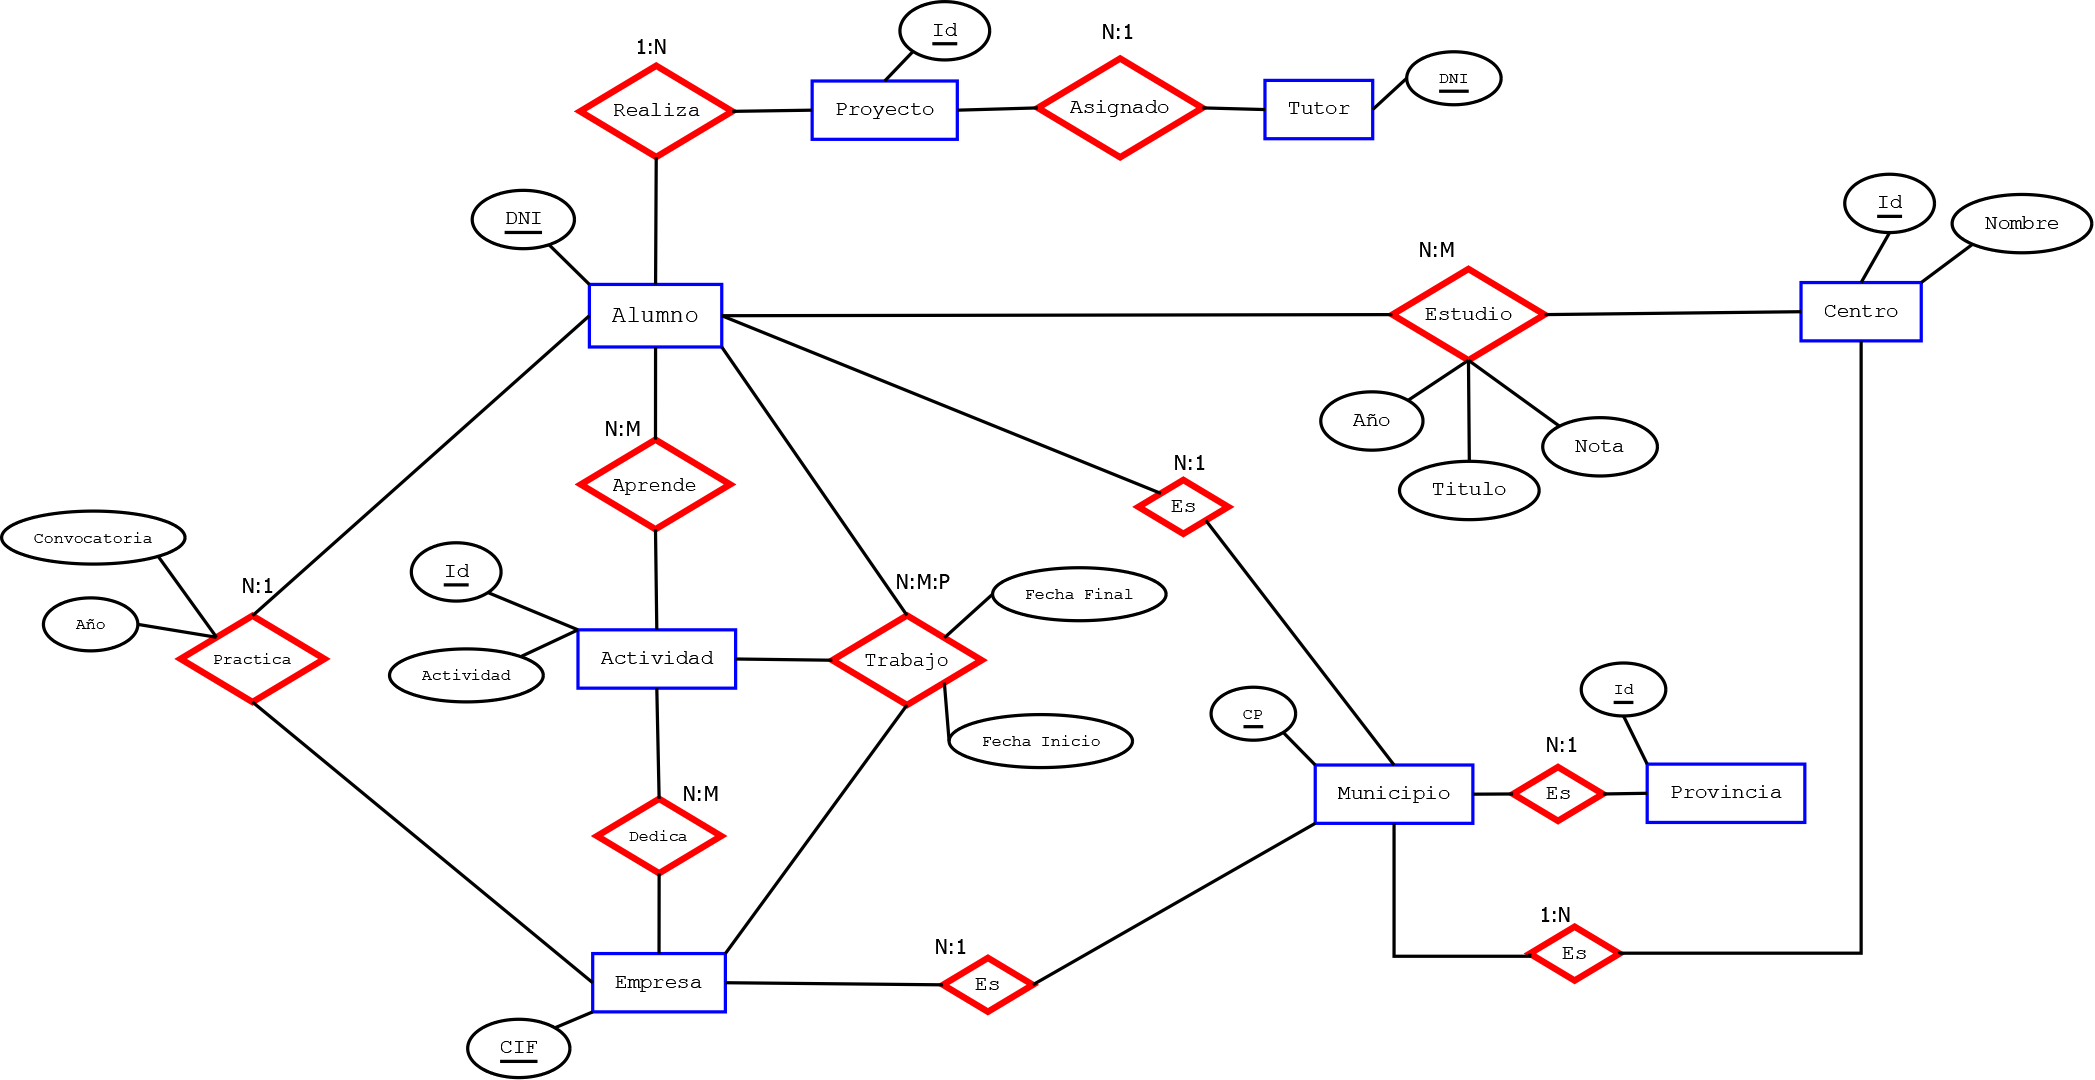 Id
N:1
1:N
DNI
Realiza
Proyecto
Asignado
Tutor
DNI
Id
Nombre
N:M
Alumno
Estudio
Centro
Año
N:M
Nota
N:1
Aprende
Titulo
Es
Convocatoria
Id
N:1
N:M:P
Fecha Final
Año
Practica
Actividad
Trabajo
Actividad
Id
CP
Fecha Inicio
N:1
N:M
Municipio
Es
Provincia
Dedica
1:N
N:1
Es
Empresa
Es
CIF